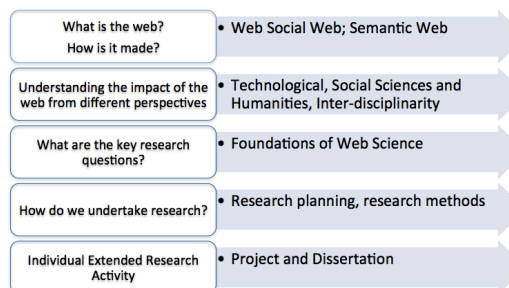 What is the web?
How is it made?
• Web Social Web; Semantic Web
Understanding the impact of the
web from different perspectives
• Technological, Social Sciences and
Humanities, Inter-disciplinarity
What are the key research
questions?
• Foundations of Web Science
How do we undertake research?
• Research planning, research methods
Individual Extended Research
Activity
• Project and Dissertation